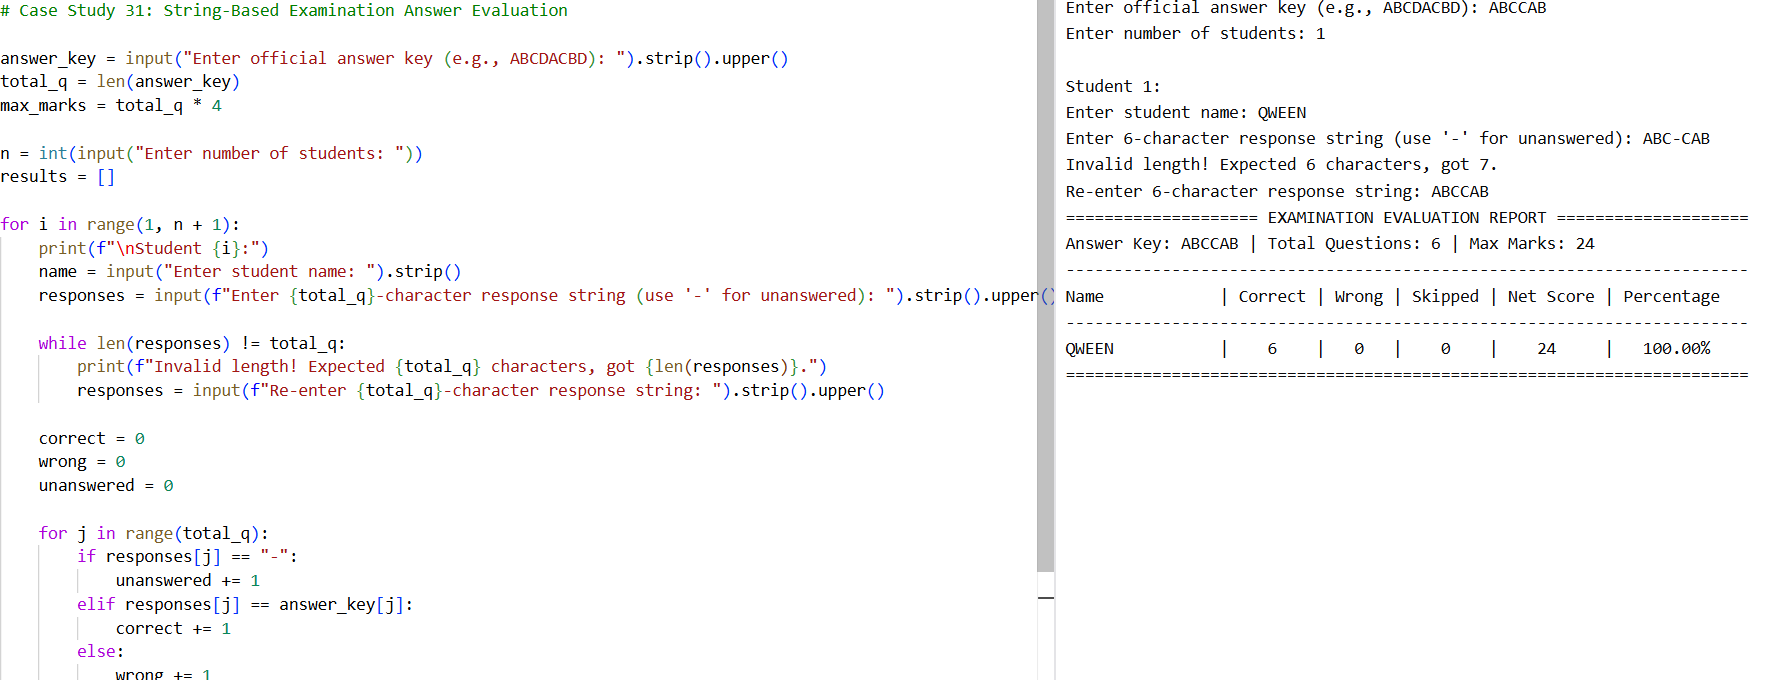 # Case Study 31: String-Based Examination Answer Evaluation
answer_key = input("Enter official answer key (e.g., ABCDACBD): ").strip().upper()
total_q = len(answer_key)
max_marks = total_q * 4
n = int(input("Enter number of students: "))
results = []
for i in range(1, n + 1):
    print(f"\nStudent {i}:")
    name = input("Enter student name: ").strip()
    responses = input(f"Enter {total_q}-character response string (use '-' for unanswered): ").strip().upper()
    while len(responses) != total_q:
        print(f"Invalid length! Expected {total_q} characters, got {len(responses)}.")
        responses = input(f"Re-enter {total_q}-character response string: ").strip().upper()
    correct = 0
    wrong = 0
    unanswered = 0
    for j in range(total_q):
        if responses[j] == "-":
            unanswered += 1
        elif responses[j] == answer_key[j]:
            correct += 1
        else:
            wrong += 1
Enter official answer key (e.g., ABCDACBD): ABCCAB
Enter number of students: 1
Student 1:
Enter student name: QWEEN
Enter 6-character response string (use '-' for unanswered): ABC-CAB
Invalid length! Expected 6 characters, got 7.
Re-enter 6-character response string: ABCCAB
==================== EXAMINATION EVALUATION REPORT ====================
Answer Key: ABCCAB | Total Questions: 6 | Max Marks: 24
-----------------------------------------------------------------------
Name            | Correct | Wrong | Skipped | Net Score | Percentage
-----------------------------------------------------------------------
QWEEN           |    6    |   0   |    0    |    24     |   100.00%
=======================================================================